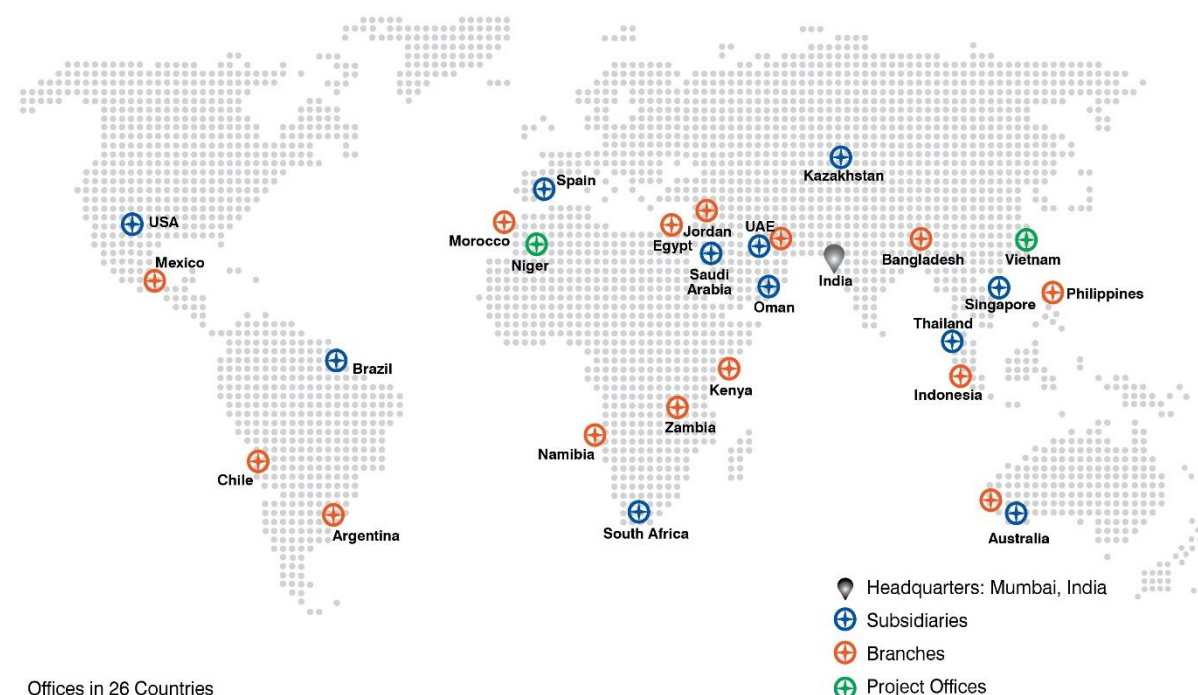 Kazakhstan
Spain
USA
Morocco
Niger
Egypt
Jordan
UAE
Saudi
Arabia
Oman
India
Bangladesh
Vietnam
Mexico
Singapore
Philippines
Thailand
Indonesia
Brazil
Kenya
Zambia
Namibia
Chile
Argentina
South Africa
Australia
Headquarters: Mumbai, India
Subsidiaries
Branches
Project Offices
Offices in 26 Countries